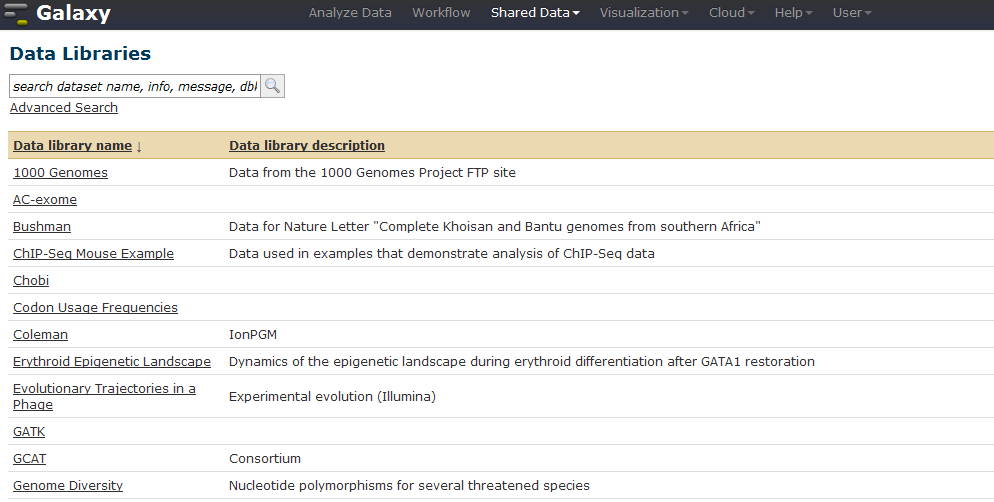 Galaxy Analyze Data Workflow Shared Data Visualization Cloud Help User
Data Libraries
search dataset name, info, message, dbl
Advanced Search
Data library name ↓ Data library description
1000 Genomes Data from the 1000 Genomes Project FTP site
AC-exome
Bushman Data for Nature Letter "Complete Khoisan and Bantu genomes from southern Africa"
ChIP-Seq Mouse Example Data used in examples that demonstrate analysis of ChIP-Seq data
Chobi
Codon Usage Frequencies
Coleman IonPGM
Erythroid Epigenetic Landscape Dynamics of the epigenetic landscape during erythroid differentiation after GATA1 restoration
Evolutionary Trajectories in a
Phage Experimental evolution (Illumina)
GATK
GCAT Consortium
Genome Diversity Nucleotide polymorphisms for several threatened species